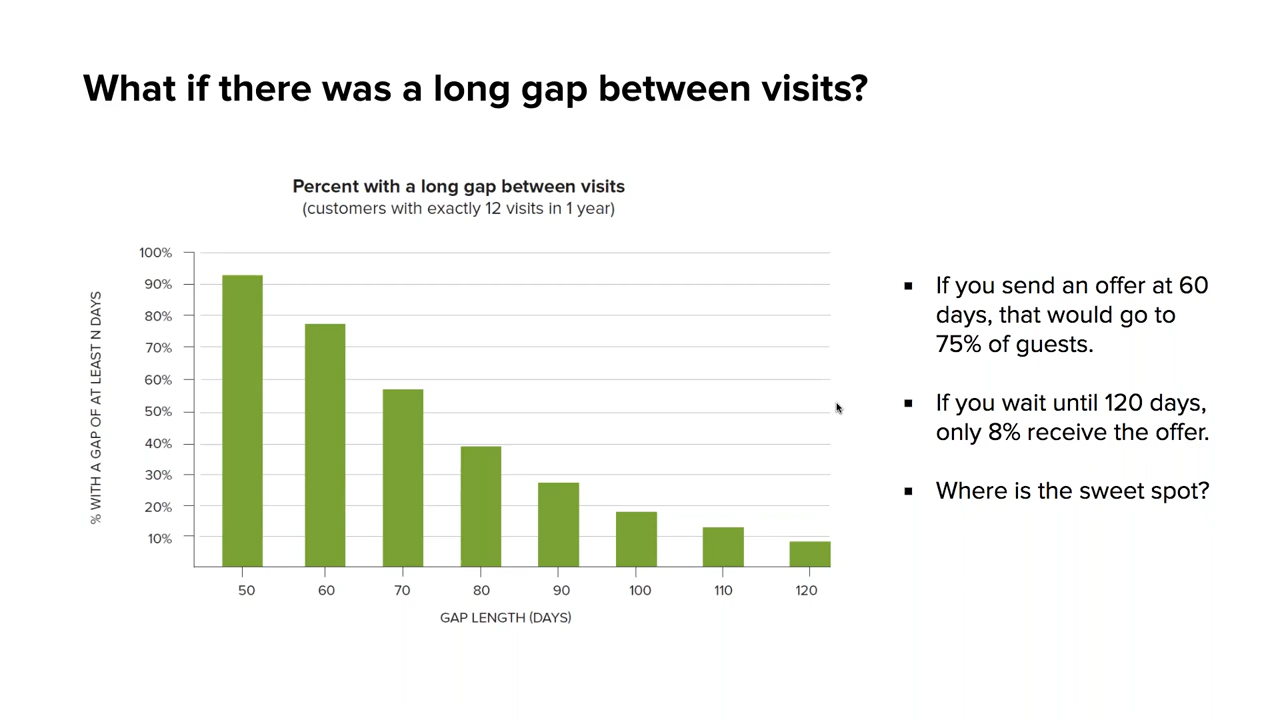 What if there was a long gap between visits?
Percent with a long gap between visits
(customers with exactly 12 visits in 1 year)
% WITH A GAP OF AT LEAST N DAYS
100%
90%
80%
70%
60%
50%
40%
30%
20%
10%
50 60 70 80 90 100 110 120
GAP LENGTH (DAYS)
▪ If you send an offer at 60
days, that would go to
75% of guests.
▪ If you wait until 120 days,
only 8% receive the offer.
▪ Where is the sweet spot?